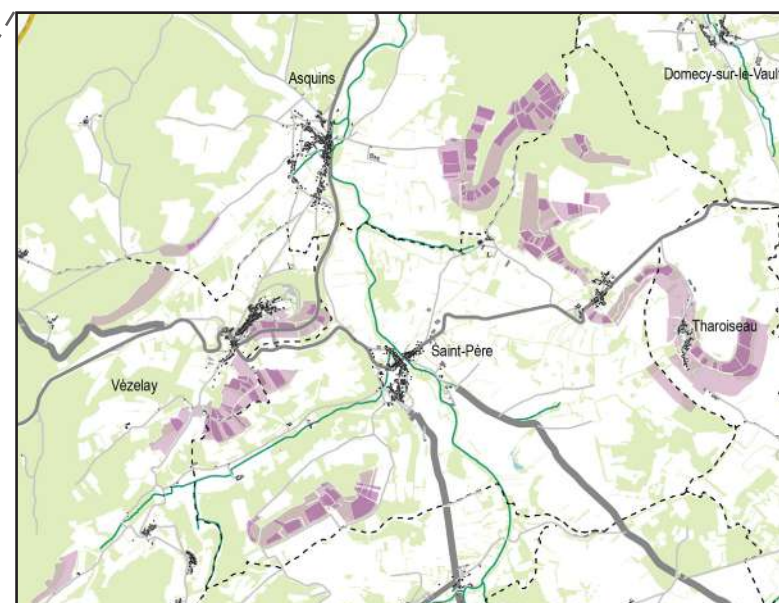 Asquins
Domecy-sur-le-Vault
Tharoiseau
Saint-Père
Vézelay